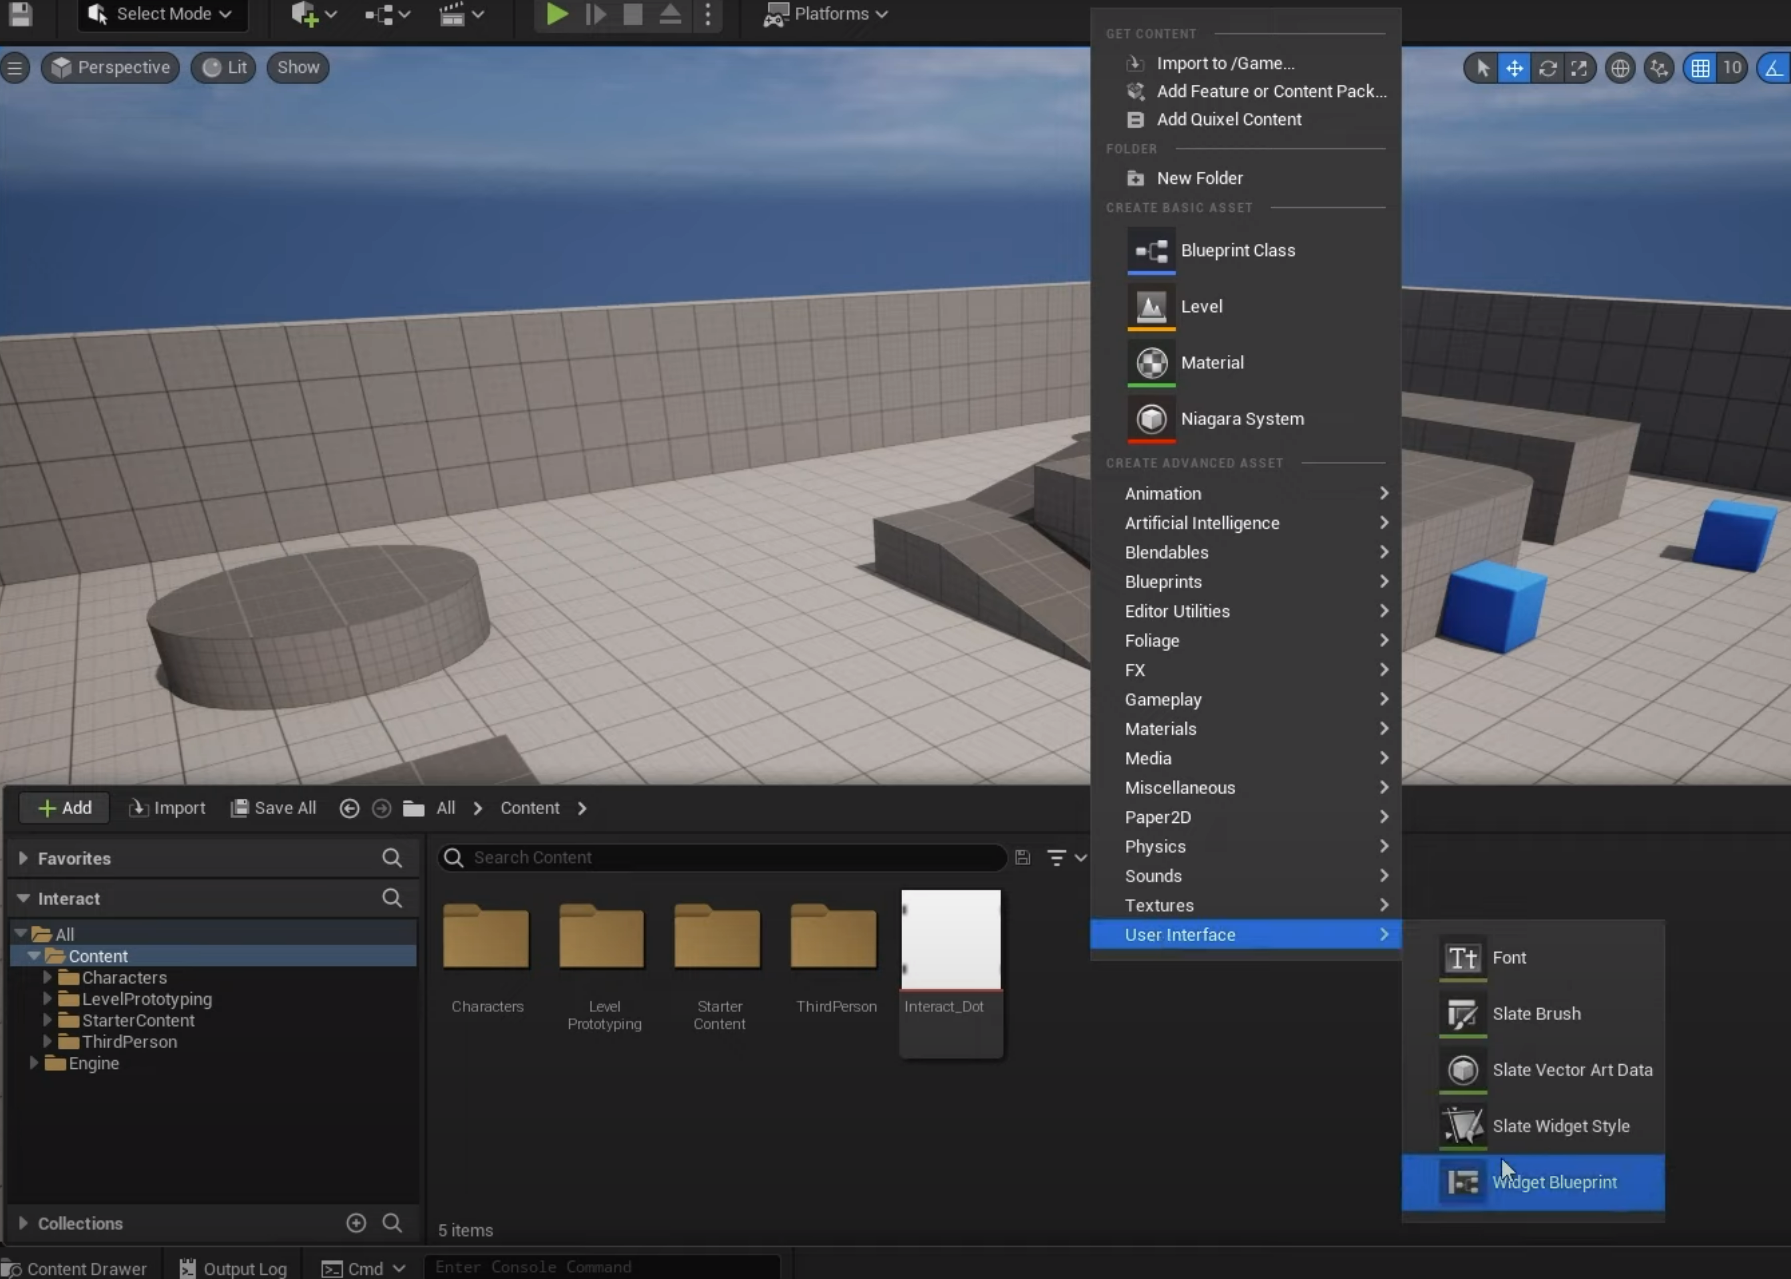 Select Mode
Platforms
Perspective
Lit
Show
10
GET CONTENT
Import to /Game...
Add Feature or Content Pack...
Add Quixel Content
FOLDER
New Folder
CREATE BASIC ASSET
Blueprint Class
Level
Material
Niagara System
CREATE ADVANCED ASSET
Animation
Artificial Intelligence
Blendables
Blueprints
Editor Utilities
Foliage
FX
Gameplay
Materials
Media
Miscellaneous
Paper2D
Physics
Sounds
Textures
User Interface
Tt Font
Slate Brush
Slate Vector Art Data
Slate Widget Style
Widget Blueprint
+ Add
Import
Save All
All
Content
Favorites
Interact
All
Content
Characters
LevelPrototyping
StarterContent
ThirdPerson
Engine
Collections
Search Content
Characters
Level
Prototyping
Starter
Content
ThirdPerson
Interact_Dot
5 items
Content Drawer
Output Log
Cmd
Enter Console Command